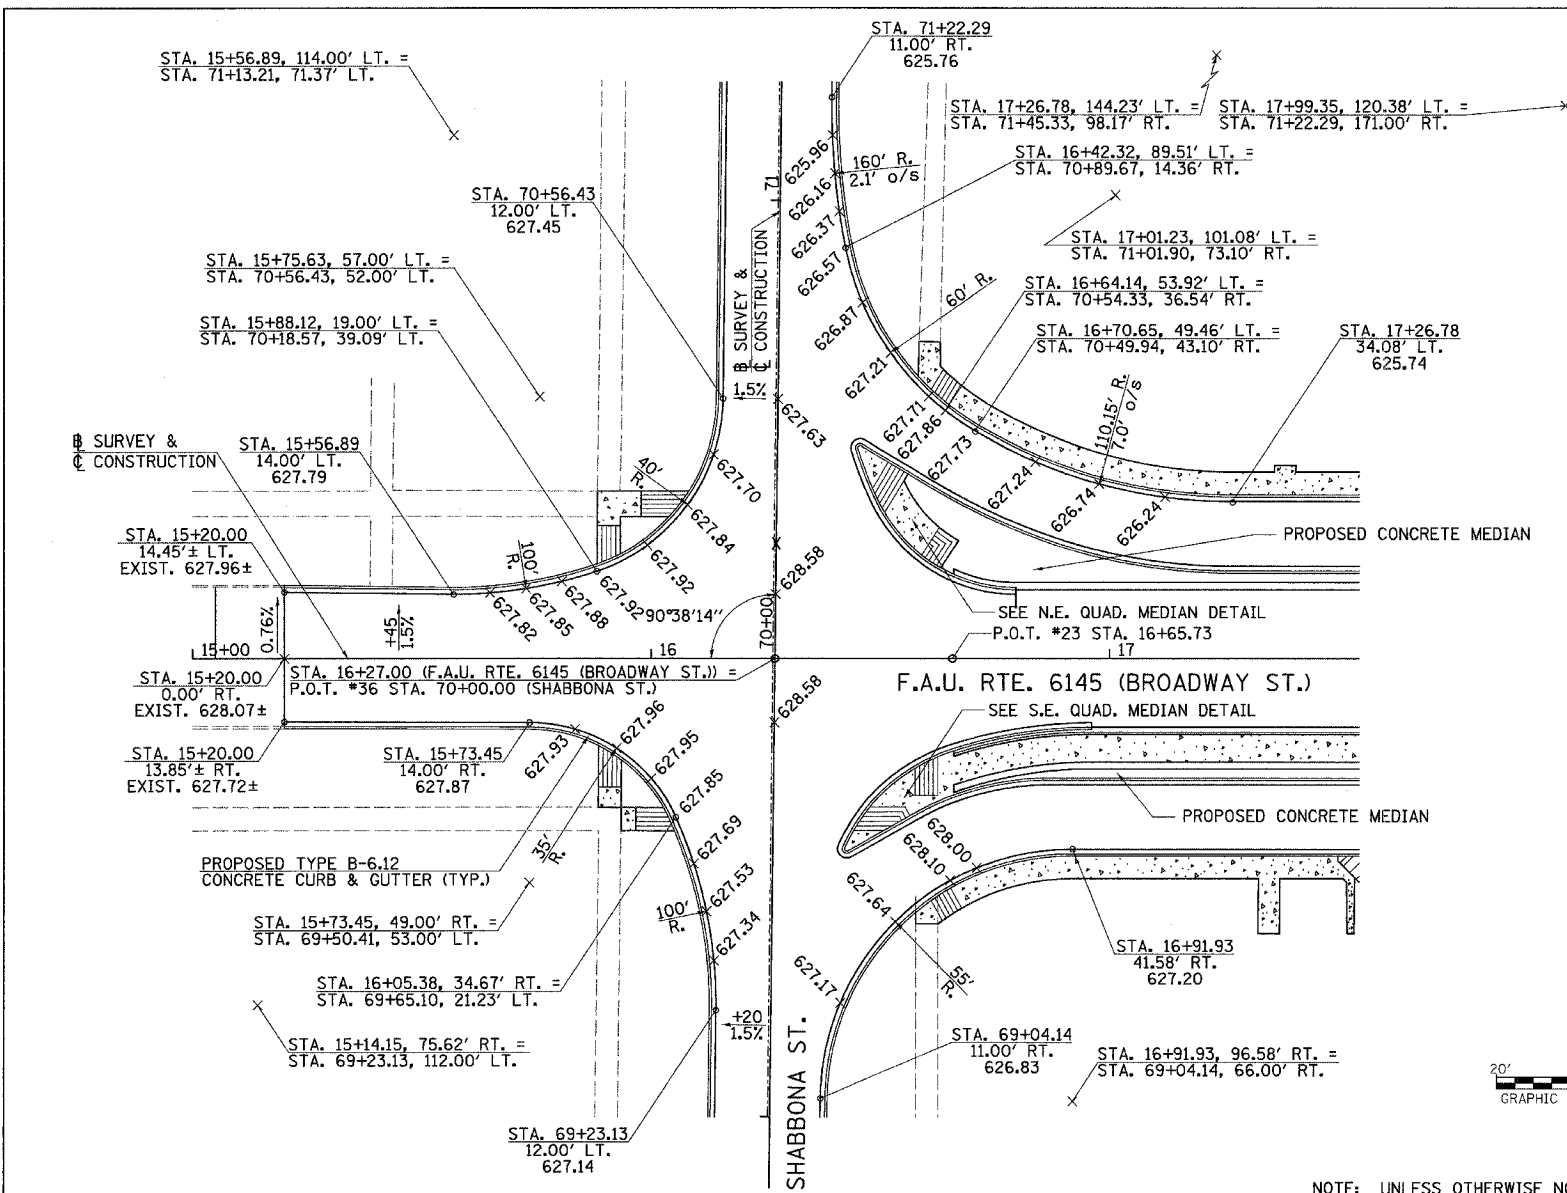 STA. 15+56.89, 114.00' LT. =
STA. 71+13.21, 71.37' LT.
STA. 71+22.29
11.00' RT.
625.76
STA. 17+26.78, 144.23' LT. =
STA. 71+45.33, 98.17' RT.
STA. 17+99.35, 120.38' LT. =
STA. 71+22.29, 171.00' RT.
STA. 16+42.32, 89.51' LT. =
STA. 70+89.67, 14.36' RT.
160' R.
2.1' o/s
625.96
626.16
626.37
626.57
626.87
627.21
627.71
627.86
627.73
627.24
626.74
626.24
71
STA. 70+56.43
12.00' LT.
627.45
STA. 17+01.23, 101.08' LT. =
STA. 71+01.90, 73.10' RT.
STA. 15+75.63, 57.00' LT. =
STA. 70+56.43, 52.00' LT.
60' R.
STA. 16+64.14, 53.92' LT. =
STA. 70+54.33, 36.54' RT.
STA. 15+88.12, 19.00' LT. =
STA. 70+18.57, 39.09' LT.
STA. 16+70.65, 49.46' LT. =
STA. 70+49.94, 43.10' RT.
STA. 17+26.78
34.08' LT.
625.74
B SURVEY &
C CONSTRUCTION
1.5%
627.63
110.15' R.
7.0' o/s
B SURVEY &
C CONSTRUCTION
STA. 15+56.89
14.00' LT.
627.79
40'
R.
627.70
627.84
627.92
627.92
627.88
627.85
627.82
100'
R.
628.58
PROPOSED CONCRETE MEDIAN
STA. 15+20.00
14.45'± LT.
EXIST. 627.96±
90°38'14''
SEE N.E. QUAD. MEDIAN DETAIL
P.O.T. #23 STA. 16+65.73
0.76%
+45
1.5%
70+00
15+00
16
17
STA. 15+20.00
0.00' RT.
EXIST. 628.07±
STA. 16+27.00 (F.A.U. RTE. 6145 (BROADWAY ST.)) =
P.O.T. #36 STA. 70+00.00 (SHABBONA ST.)
F.A.U. RTE. 6145 (BROADWAY ST.)
628.58
SEE S.E. QUAD. MEDIAN DETAIL
STA. 15+20.00
13.85'± RT.
EXIST. 627.72±
STA. 15+73.45
14.00' RT.
627.87
627.93
627.96
627.95
627.85
627.69
627.53
627.34
35'
R.
100'
R.
PROPOSED CONCRETE MEDIAN
628.00
628.10
627.64
627.17
PROPOSED TYPE B-6.12
CONCRETE CURB & GUTTER (TYP.)
STA. 15+73.45, 49.00' RT. =
STA. 69+50.41, 53.00' LT.
STA. 16+91.93
41.58' RT.
627.20
55'
R.
STA. 16+05.38, 34.67' RT. =
STA. 69+65.10, 21.23' LT.
+20
1.5%
STA. 15+14.15, 75.62' RT. =
STA. 69+23.13, 112.00' LT.
STA. 69+04.14
11.00' RT.
626.83
STA. 16+91.93, 96.58' RT. =
STA. 69+04.14, 66.00' RT.
SHABBONA ST.
20'
GRAPHIC
STA. 69+23.13
12.00' LT.
627.14
NOTE: UNLESS OTHERWISE